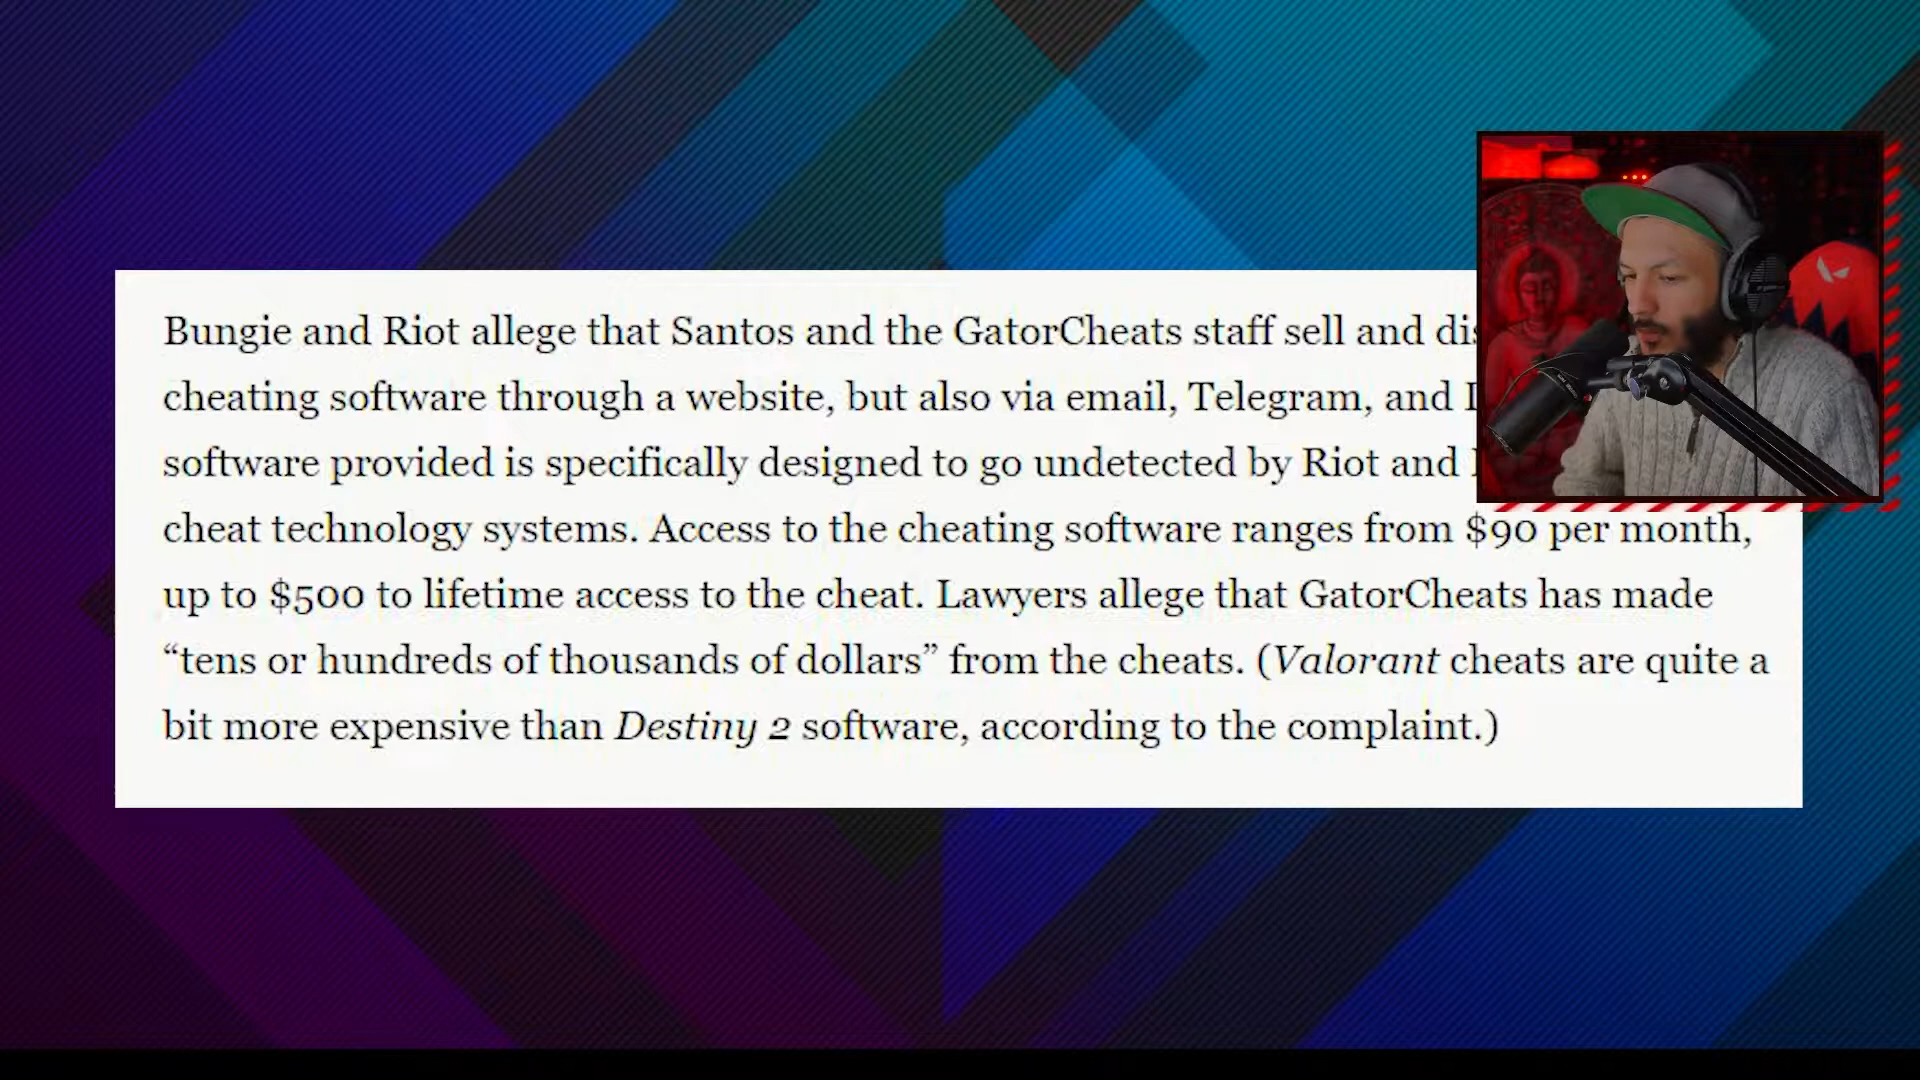 Bungie and Riot allege that Santos and the GatorCheats staff sell and
cheating software through a website, but also via email, Telegram, and
software provided is specifically designed to go undetected by Riot and
cheat technology systems. Access to the cheating software ranges from $90 per month,
up to $500 to lifetime access to the cheat. Lawyers allege that GatorCheats has made
“tens or hundreds of thousands of dollars” from the cheats. (Valorant cheats are quite a
bit more expensive than Destiny 2 software, according to the complaint.)